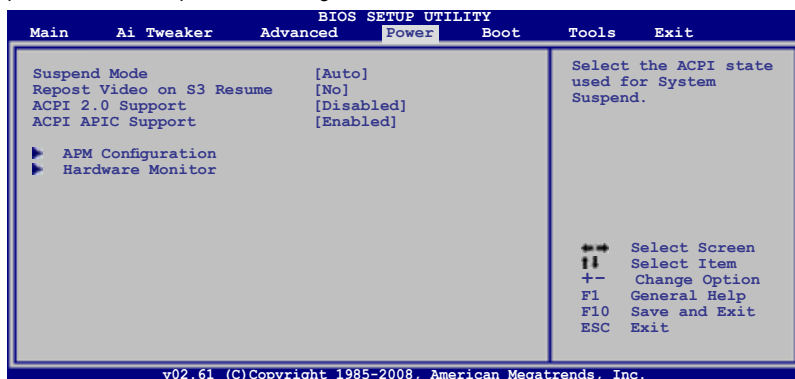 BIOS SETUP UTILITY
Main Ai Tweaker Advanced Power Boot Tools Exit
Suspend Mode [Auto]
Repost Video on S3 Resume [No]
ACPI 2.0 Support [Disabled]
ACPI APIC Support [Enabled]
APM Configuration
Hardware Monitor
Select the ACPI state
used for System
Suspend.
Select Screen
Select Item
+- Change Option
F1 General Help
F10 Save and Exit
ESC Exit
v02.61 (C)Copyright 1985-2008, American Megatrends, Inc.